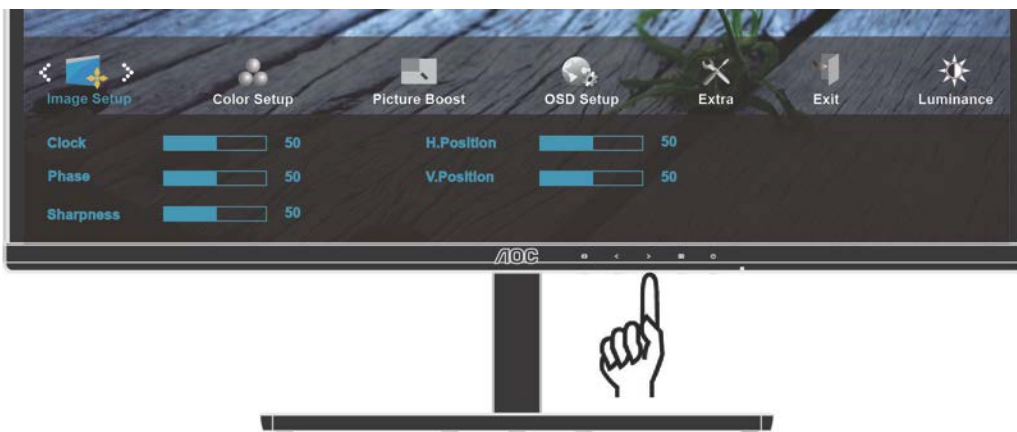 Image Setup Color Setup Picture Boost OSD Setup Extra Exit Luminance
Clock 50 H.Position 50
Phase 50 V.Position 50
Sharpness 50
AOC